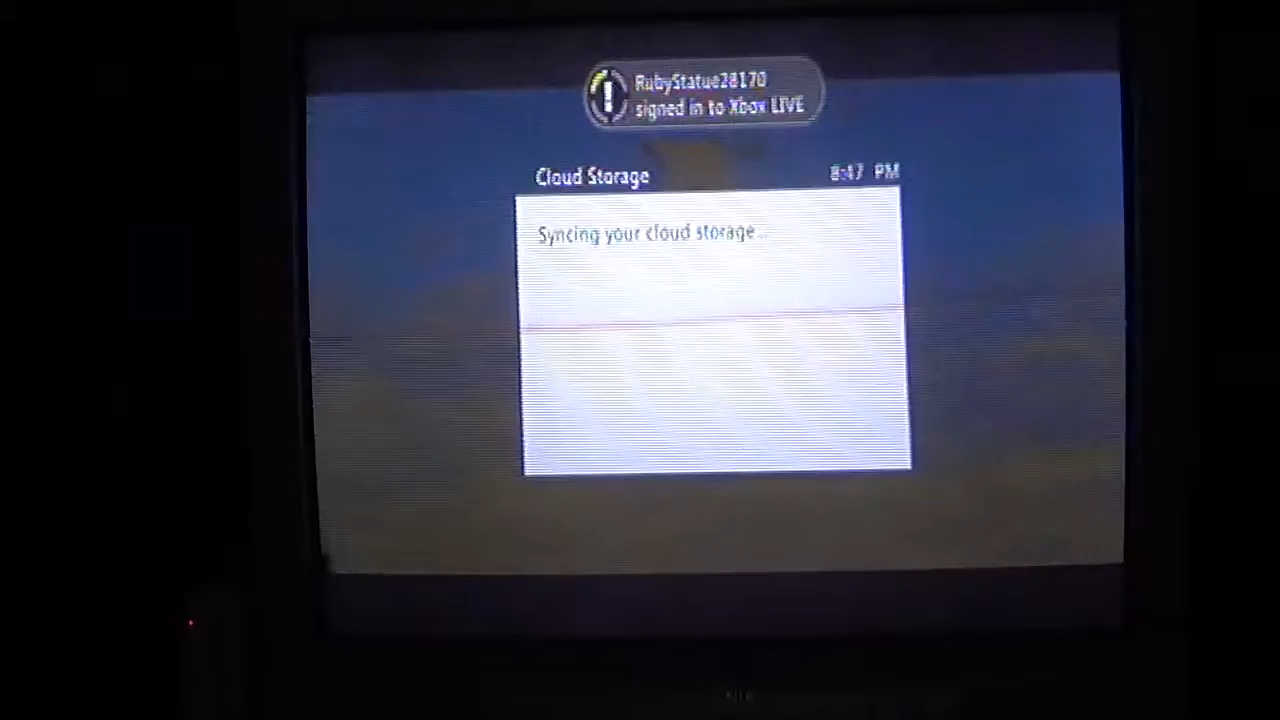 RubyStatue28170
signed in to Xbox LIVE
Cloud Storage
8:47 PM
Syncing your cloud storage...